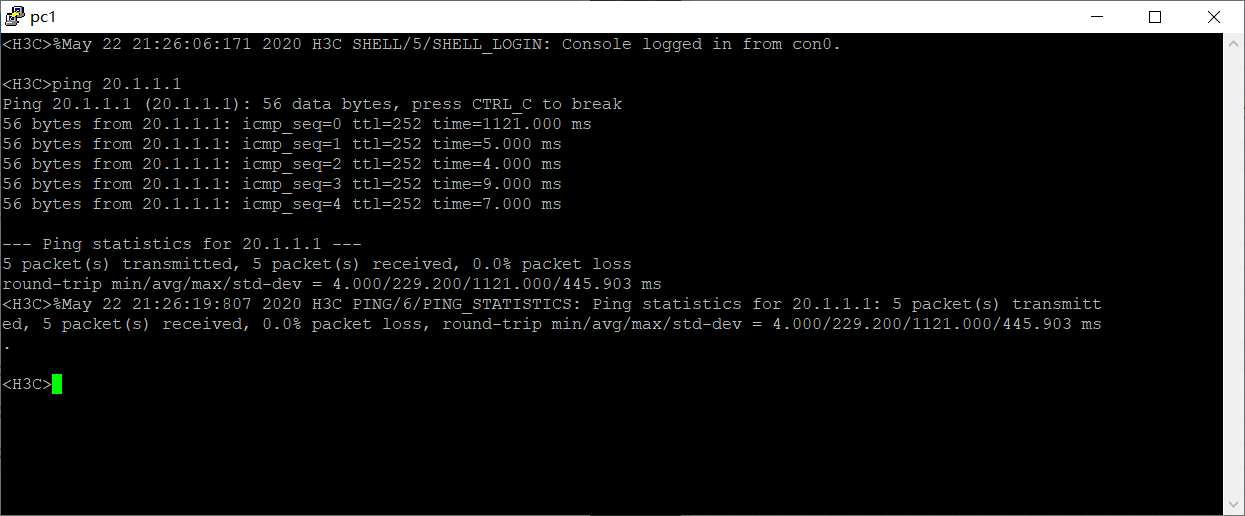 pc1
<H3C>%May 22 21:26:06:171 2020 H3C SHELL/5/SHELL_LOGIN: Console logged in from con0.
<H3C>ping 20.1.1.1
Ping 20.1.1.1 (20.1.1.1): 56 data bytes, press CTRL_C to break
56 bytes from 20.1.1.1: icmp_seq=0 ttl=252 time=1121.000 ms
56 bytes from 20.1.1.1: icmp_seq=1 ttl=252 time=5.000 ms
56 bytes from 20.1.1.1: icmp_seq=2 ttl=252 time=4.000 ms
56 bytes from 20.1.1.1: icmp_seq=3 ttl=252 time=9.000 ms
56 bytes from 20.1.1.1: icmp_seq=4 ttl=252 time=7.000 ms
--- Ping statistics for 20.1.1.1 ---
5 packet(s) transmitted, 5 packet(s) received, 0.0% packet loss
round-trip min/avg/max/std-dev = 4.000/229.200/1121.000/445.903 ms
<H3C>%May 22 21:26:19:807 2020 H3C PING/6/PING_STATISTICS: Ping statistics for 20.1.1.1: 5 packet(s) transmitt
ed, 5 packet(s) received, 0.0% packet loss, round-trip min/avg/max/std-dev = 4.000/229.200/1121.000/445.903 ms
.
<H3C>